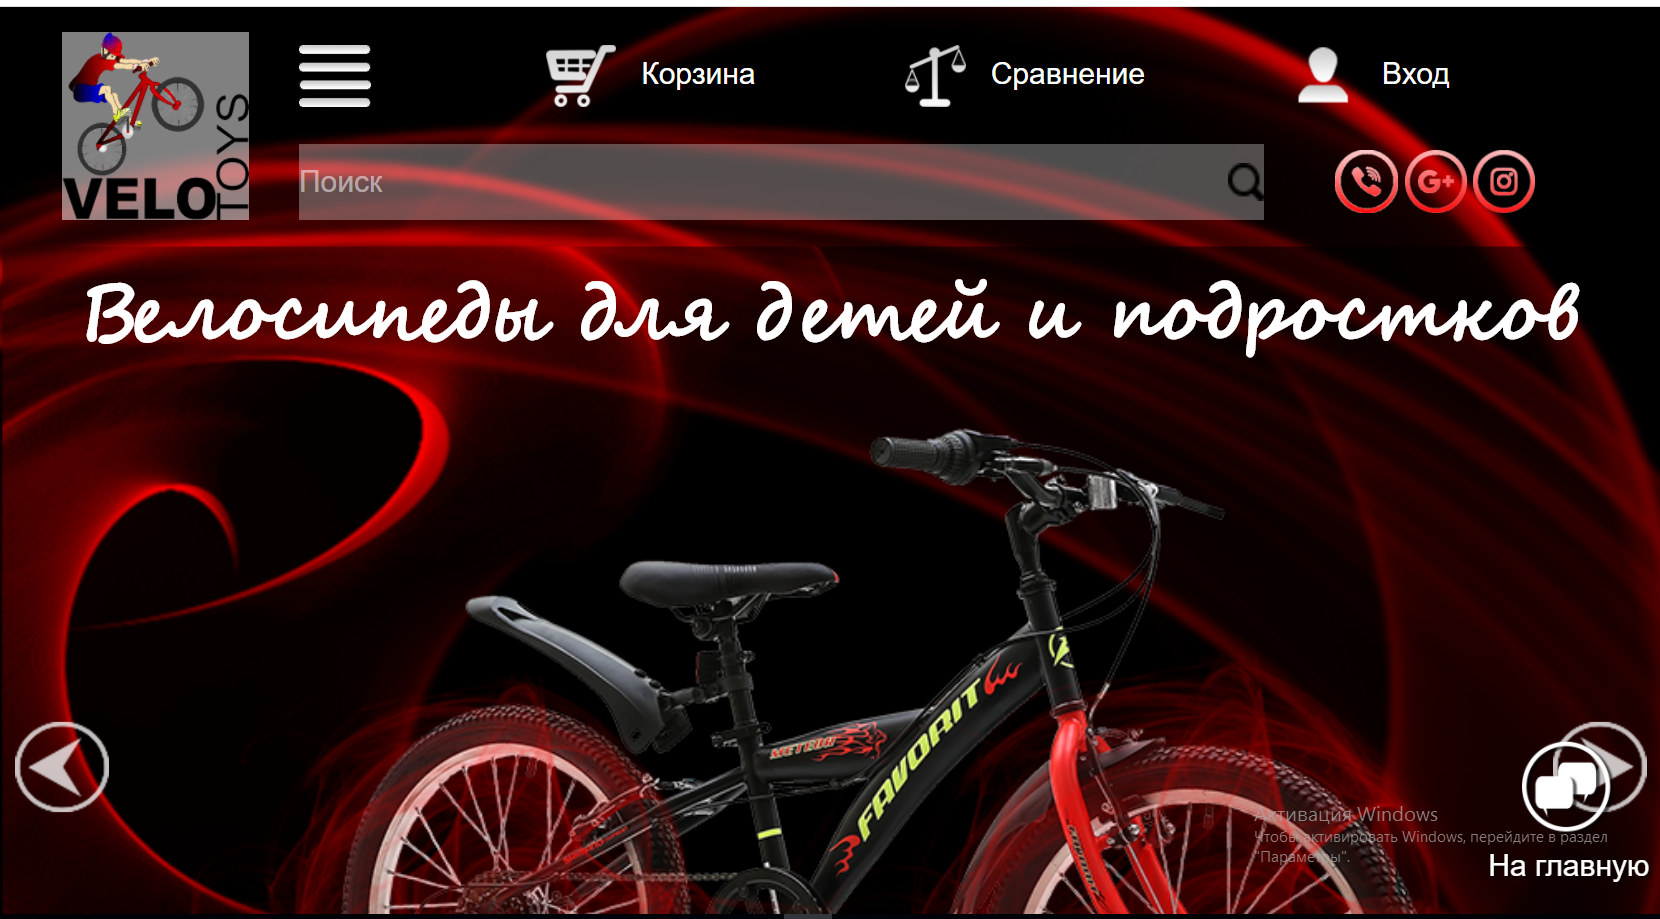 VELO
TOYS
Корзина
Сравнение
Вход
Поиск
G+
Велосипеды для детей и подростков
METEOR
FAVORIT
Активация Windows
Чтобы активировать Windows, перейдите в раздел
"Параметры".
На главную